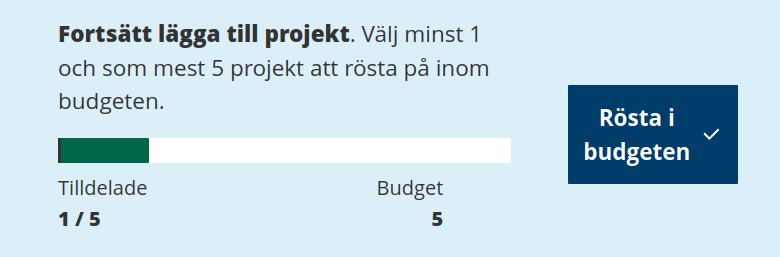 Fortsätt lägga till projekt. Välj minst 1
och som mest 5 projekt att rösta på inom
budgeten.
Rösta i
budgeten
Tilldelade
Budget
1 / 5
5